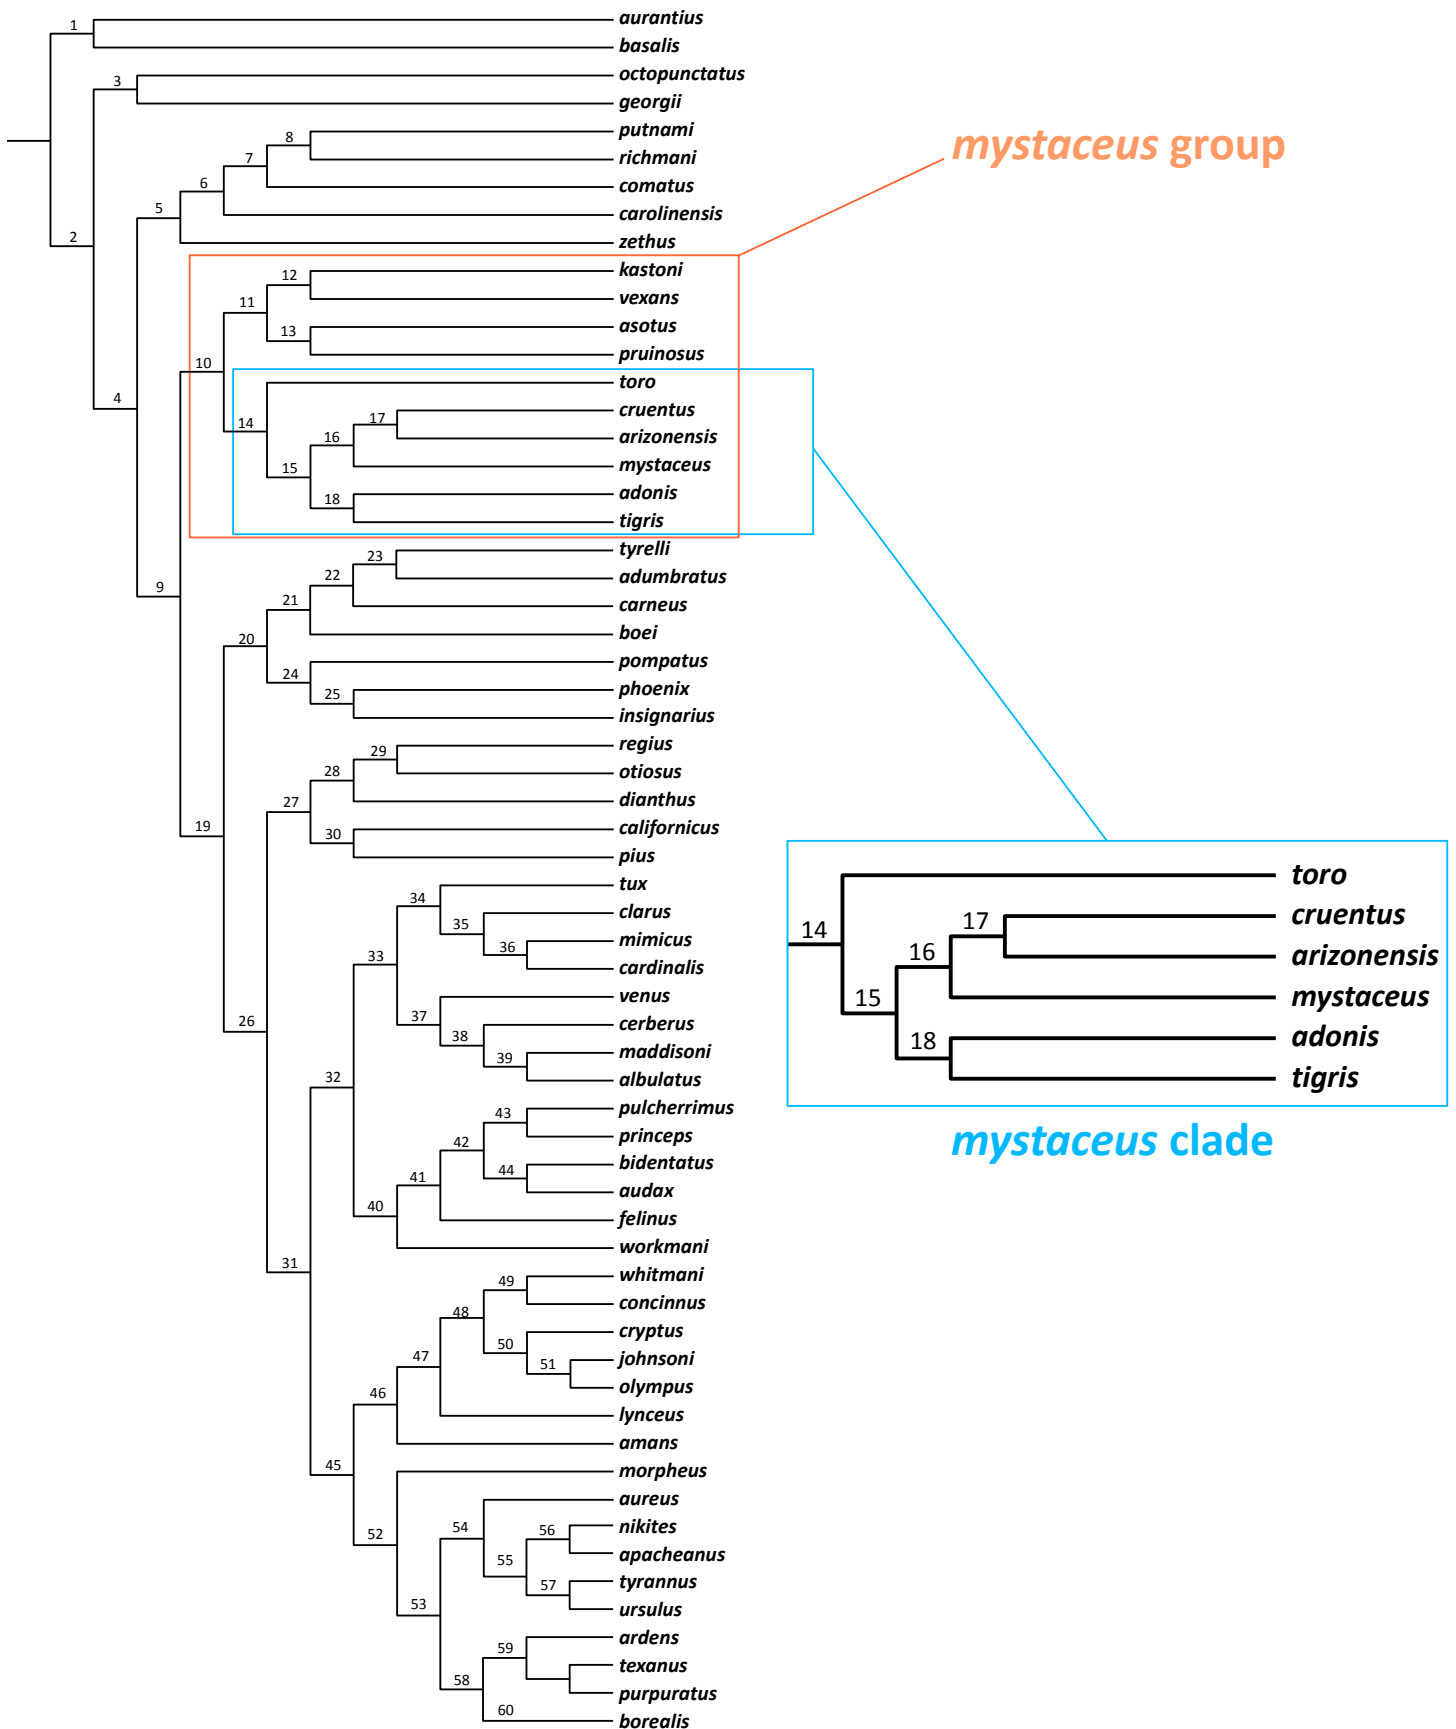 1
aurantius
basalis
3
octopunctatus
georgii
8
putnami
mystaceus group
7
richmani
6
comatus
5
carolinensis
2
zethus
12
kastoni
11
vexans
13
asotus
10
pruinosus
4
14
toro
17
cruentus
16
arizonensis
15
mystaceus
18
adonis
tigris
23
tyrelli
9
22
adumbratus
21
carneus
20
boei
24
pompatus
25
phoenix
insignarius
29
regius
28
otiosus
27
dianthus
19
30
californicus
pius
34
tux
35
clarus
36
mimicus
33
cardinalis
37
venus
26
38
cerberus
39
maddisoni
32
albulatus
43
pulcherrimus
42
princeps
44
bidentatus
41
audax
40
felinus
workmani
31
49
whitmani
48
concinnus
50
cryptus
47
51
johnsoni
46
olympus
lynceus
amans
45
morpheus
54
aureus
52
56
nikites
55
apacheanus
57
tyrannus
53
ursulus
59
ardens
58
texanus
60
purpuratus
borealis
toro
14
17
cruentus
16
arizonensis
15
mystaceus
18
adonis
tigris
mystaceus clade